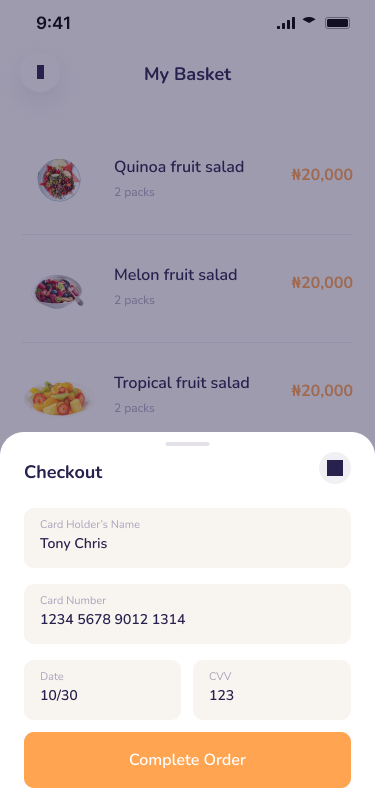 9:41
My Basket
Quinoa fruit salad
2 packs
₦20,000
Melon fruit salad
2 packs
₦20,000
Tropical fruit salad
2 packs
₦20,000
Checkout
Card Holder’s Name
Tony Chris
Card Number
1234 5678 9012 1314
Date
10/30
CVV
123
Complete Order